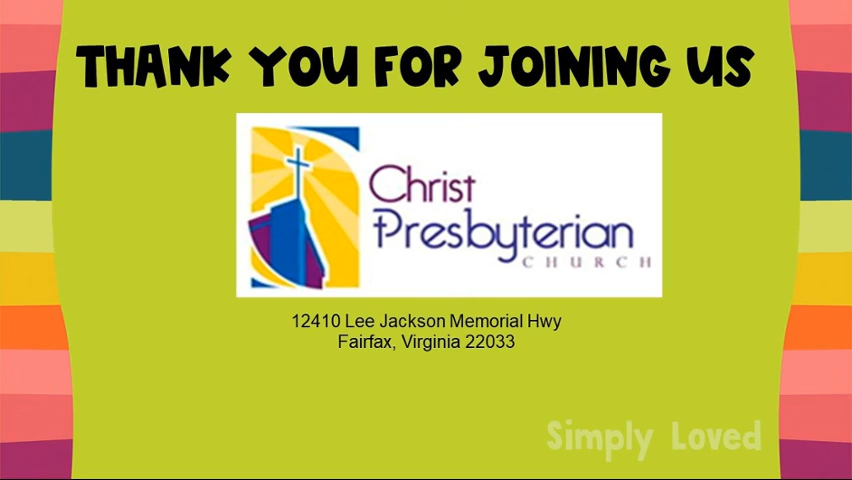 THANK YOU FOR JOINING US
Christ
Presbyterian
CHURCH
12410 Lee Jackson Memorial Hwy
Fairfax, Virginia 22033
Simply Loved